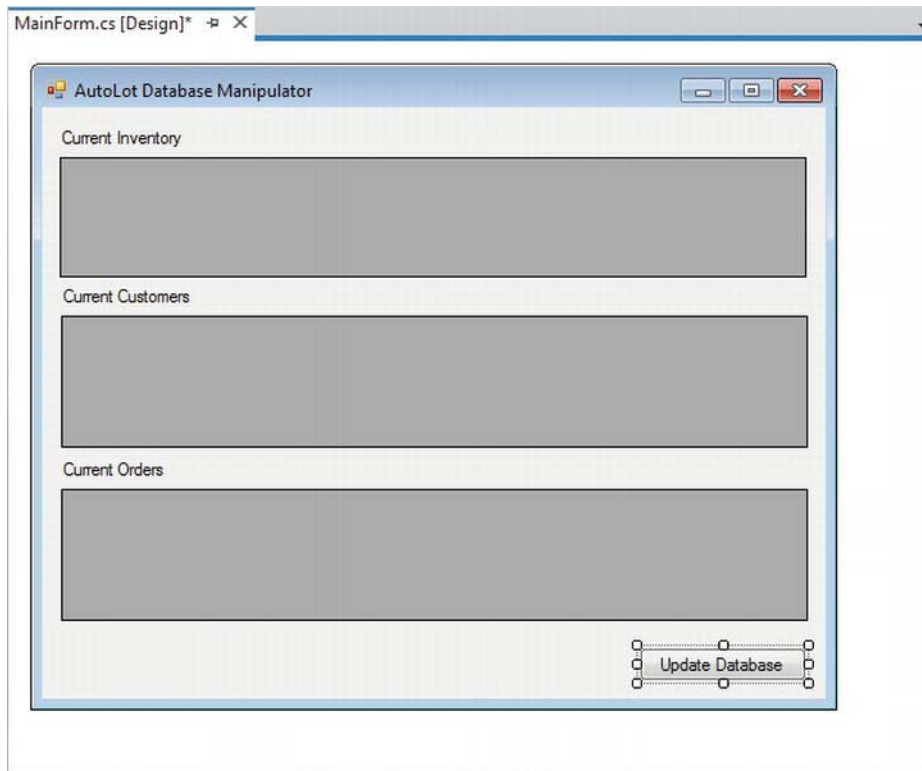 MainForm.cs [Design]*
AutoLot Database Manipulator
Current Inventory
Current Customers
Current Orders
Update Database